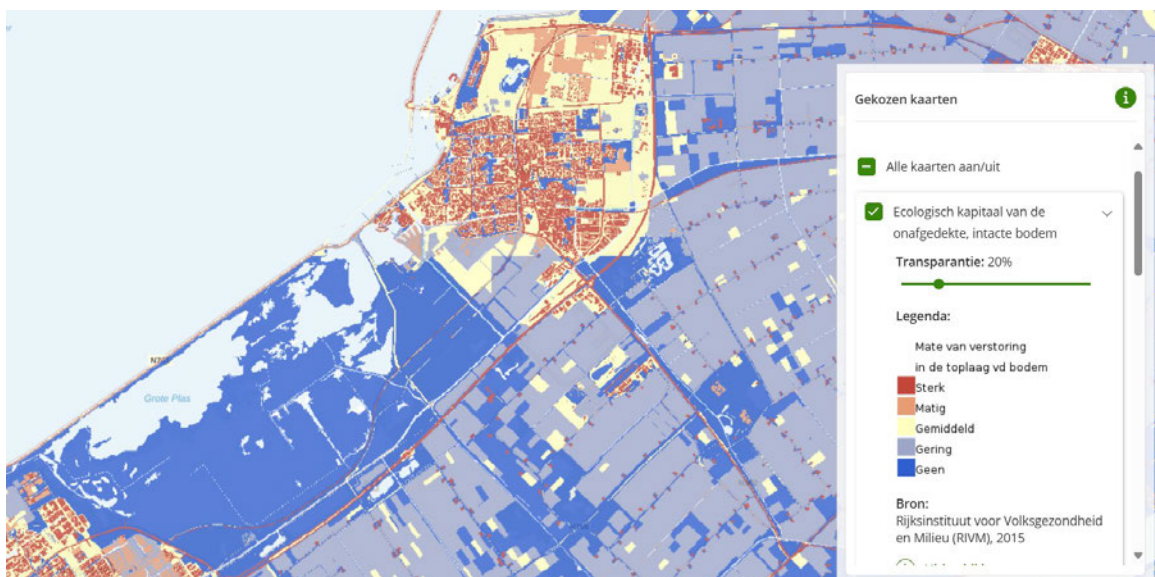 Gekozen kaarten
Alle kaarten aan/uit
Ecologisch kapitaal van de
onafgedekte, intacte bodem
Transparantie: 20%
Legenda:
Mate van verstoring
in de toplaag vd bodem
Sterk
Matig
Gemiddeld
Gering
Geen
Bron:
Rijksinstituut voor Volksgezondheid
en Milieu (RIVM), 2015
Grote Plas